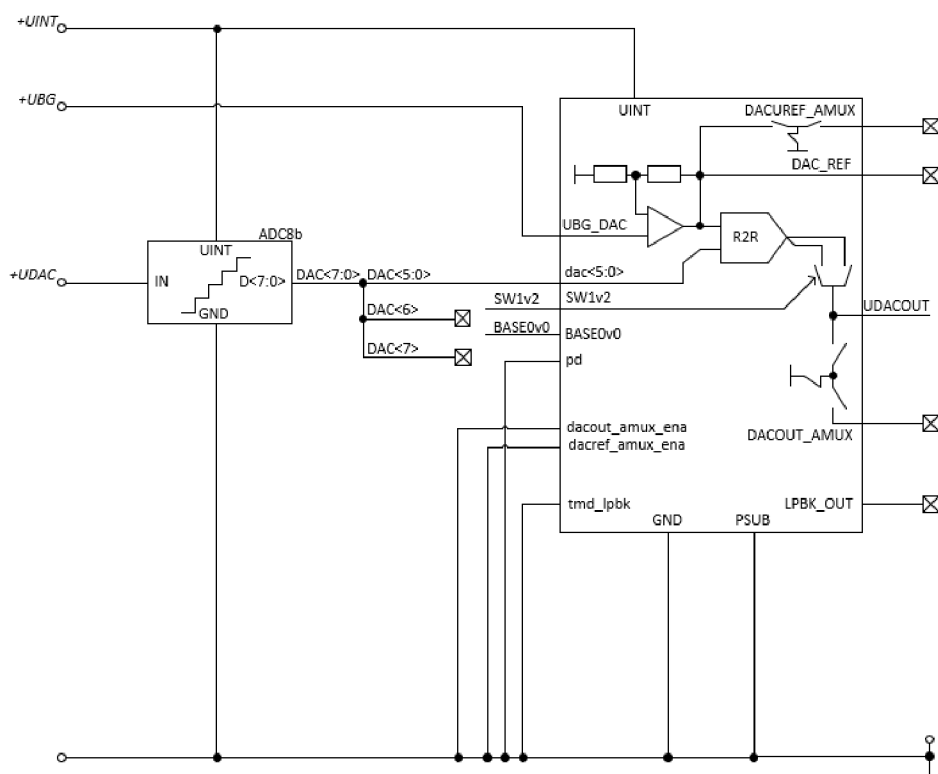 +UINT
+UBG
UINT
DACUREF_AMUX
DAC_REF
UBG_DAC
R2R
ADC8b
UINT
+UDAC
IN
D<7:0>
GND
DAC<7:0>
DAC<5:0>
dac<5:0>
SW1v2
SW1v2
UDACOUT
DAC<6>
BASE0v0
BASE0v0
DAC<7>
pd
dacout_amux_ena
DACOUT_AMUX
dacref_amux_ena
tmd_lpbk
LPBK_OUT
GND
PSUB